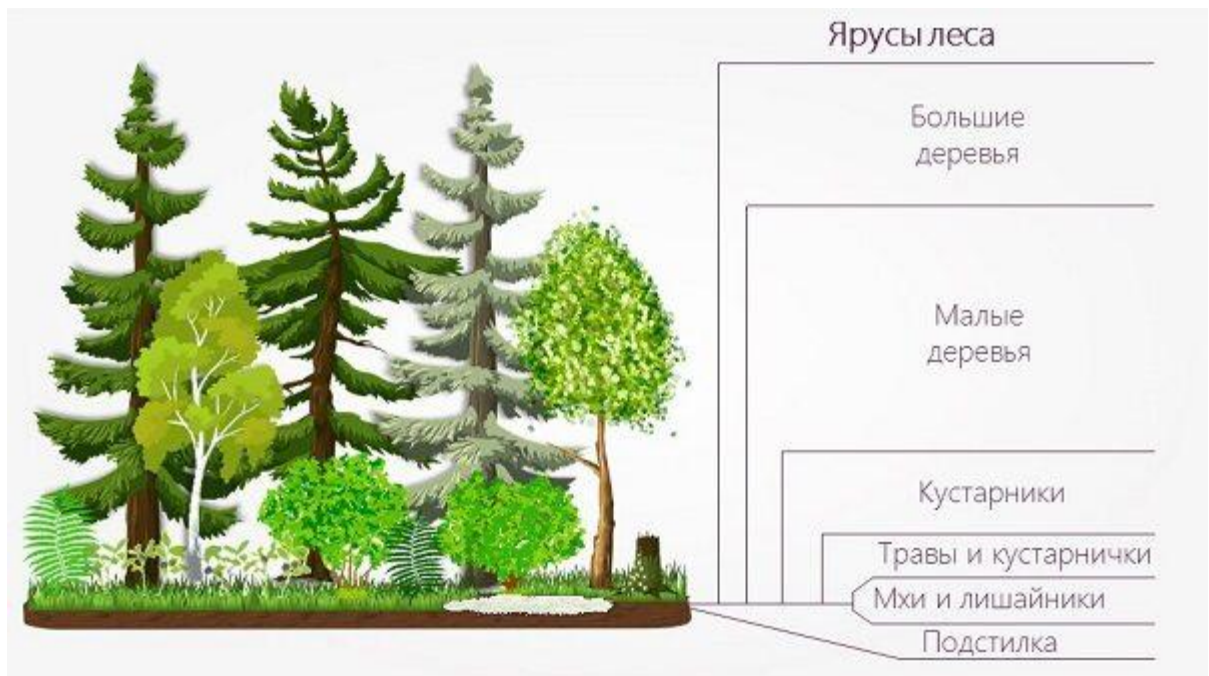 Ярусы леса
Большие
деревья
Малые
деревья
Кустарники
Травы и кустарнички
Мхи и лишайники
Подстилка